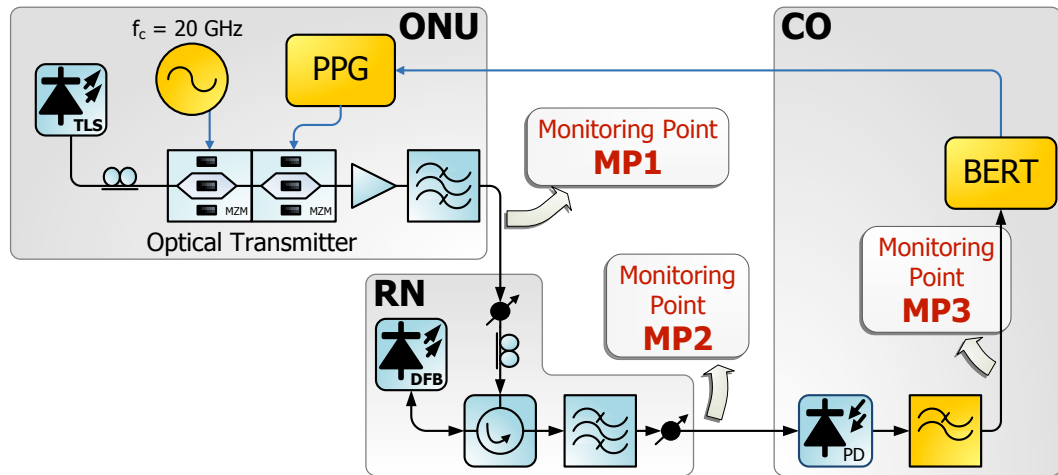 ONU
f_c = 20 GHz
PPG
TLS
MZM
MZM
Optical Transmitter
Monitoring Point
MP1
RN
DFB
Monitoring
Point
MP2
CO
BERT
Monitoring
Point
MP3
PD